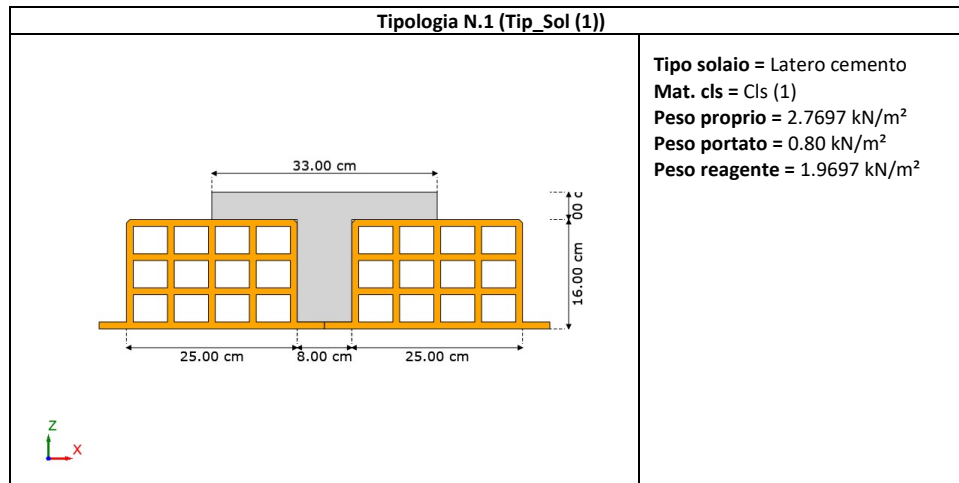 Tipologia N.1 (Tip_Sol (1))
Tipo solaio = Latero cemento
Mat. cls = Cls (1)
Peso proprio = 2.7697 kN/m²
Peso portato = 0.80 kN/m²
Peso reagente = 1.9697 kN/m²
33.00 cm
00 c
16.00 cm
25.00 cm
8.00 cm
25.00 cm
Z
X